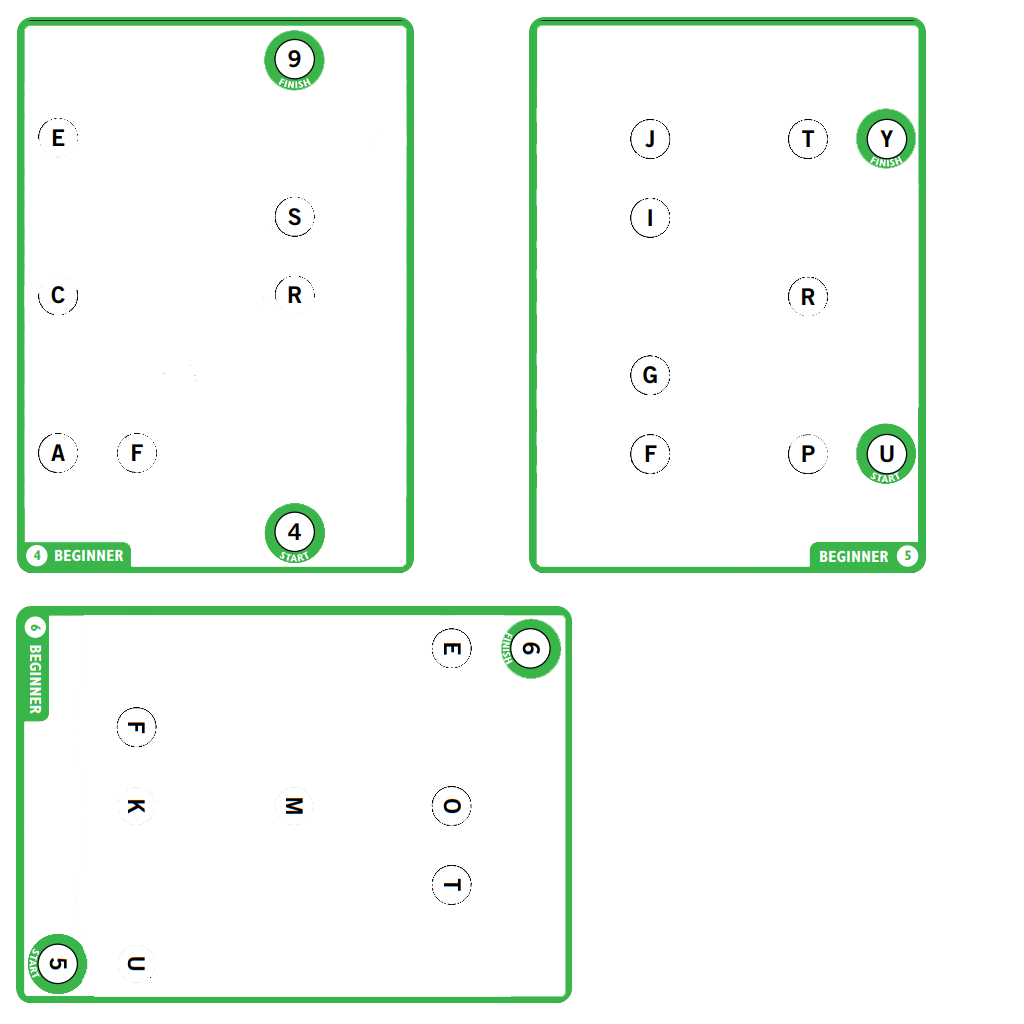 9
FINISH
E
S
C
R
A F
4
START
4 BEGINNER
J T Y
FINISH
I
R
G
F P U
START
BEGINNER 5
6 BEGINNER
E 6
FINISH
F
K M O
T
5 U
START